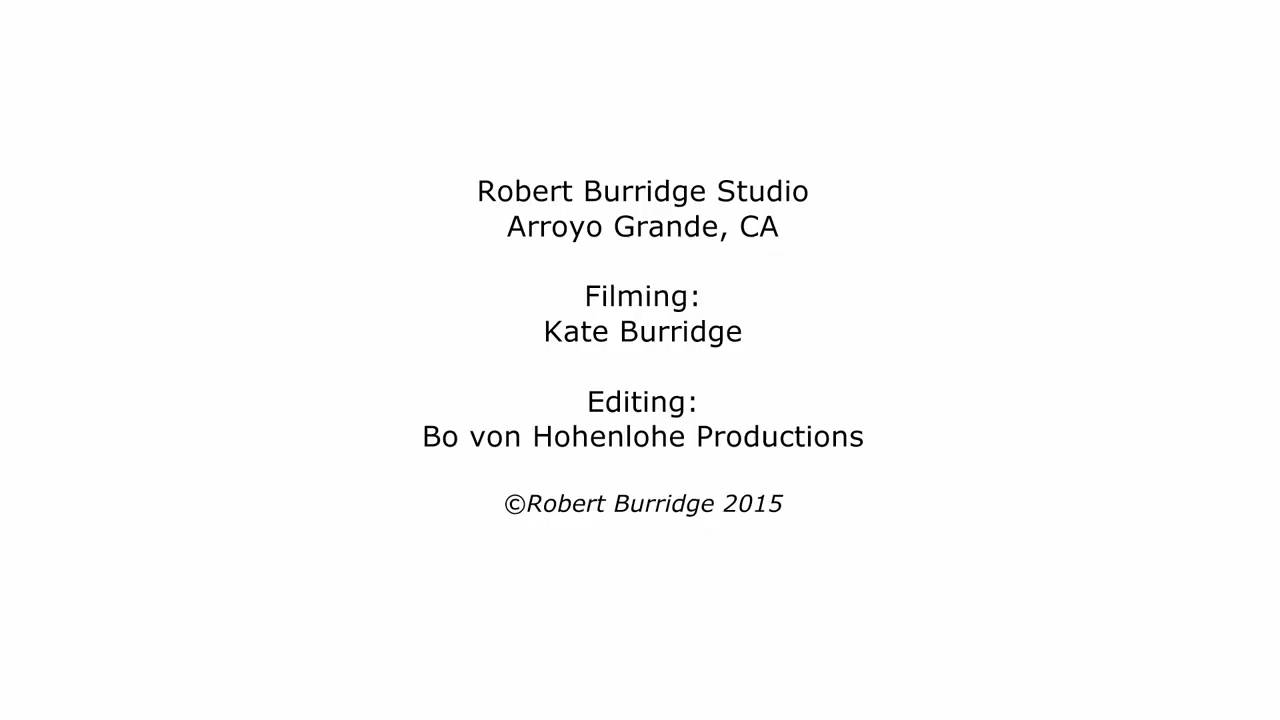 Robert Burridge Studio
Arroyo Grande, CA
Filming:
Kate Burridge
Editing:
Bo von Hohenlohe Productions
©Robert Burridge 2015